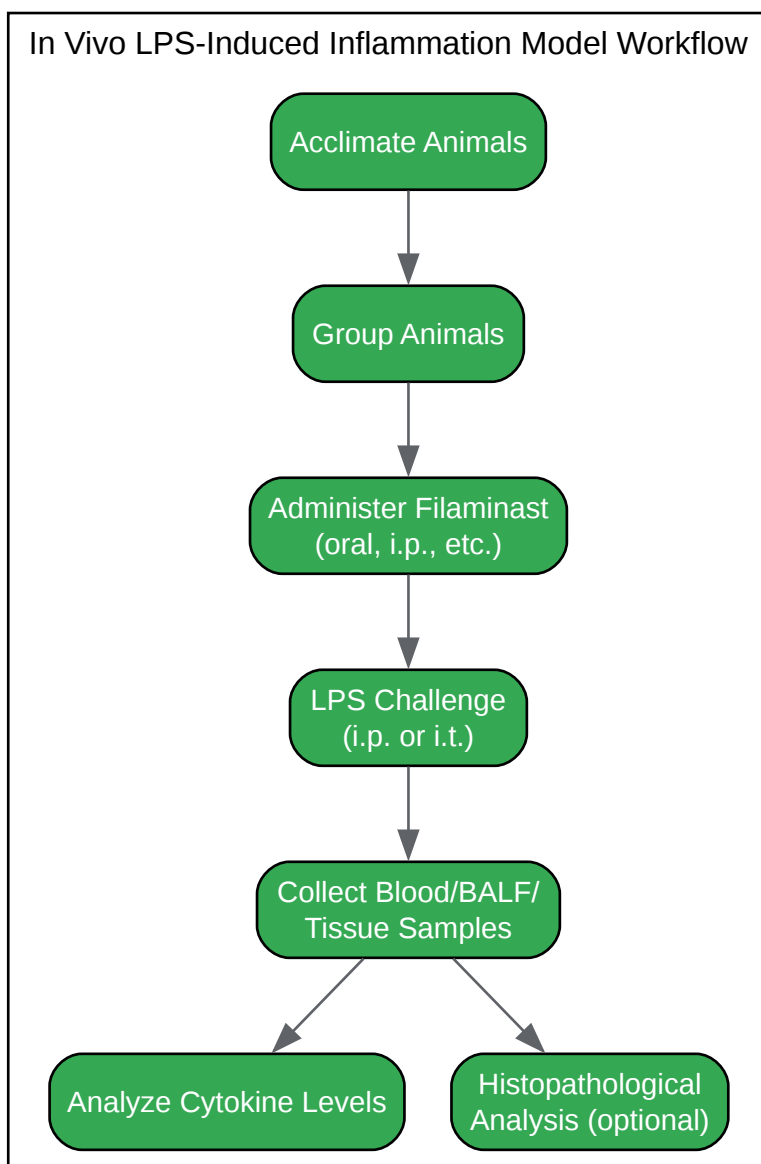 In Vivo LPS-Induced Inflammation Model Workflow
Acclimate Animals
Group Animals
Administer Filaminast
(oral, i.p., etc.)
LPS Challenge
(i.p. or i.t.)
Collect Blood/BALF/
Tissue Samples
Analyze Cytokine Levels
Histopathological
Analysis (optional)